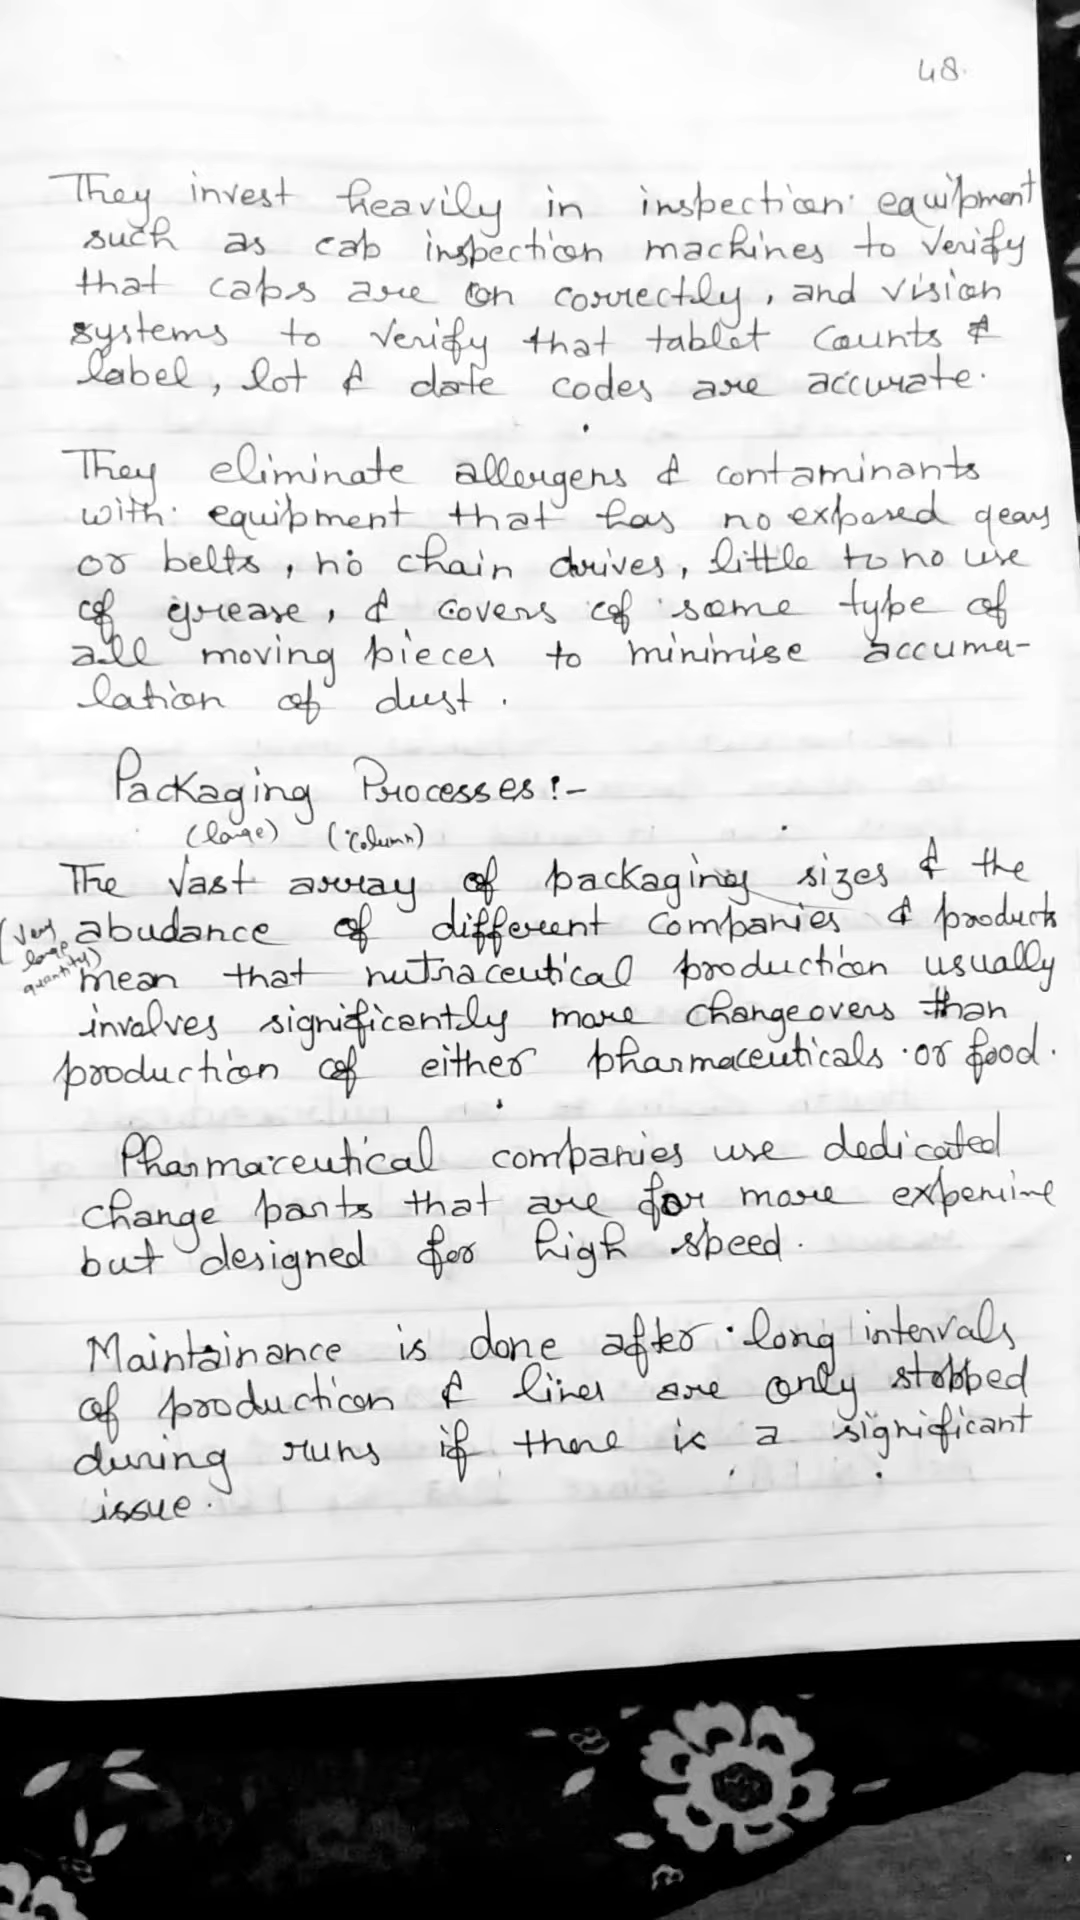 48.
They invest heavily in inspection equipment
such as cap inspection machines to verify
that caps are on correctly, and vision
systems to verify that tablet counts &
label, lot & date codes are accurate.
They eliminate allergens & contaminants
with equipment that has no exposed gears
or belts, no chain drives, little to no use
of grease, & covers of some type of
all moving pieces to minimise accumu-
lation of dust.
Packaging Processes :-
(large) (column)
The vast array of packaging sizes & the
(very large quantity) abudance of different companies & products
mean that nutraceutical production usually
involves significantly more changeovers than
production of either pharmaceuticals or food.
Pharmaceutical companies use dedicated
change parts that are far more expensive
but designed for high speed.
Maintainance is done after long intervals
of production & lines are only stopped
during runs if there is a significant
issue.